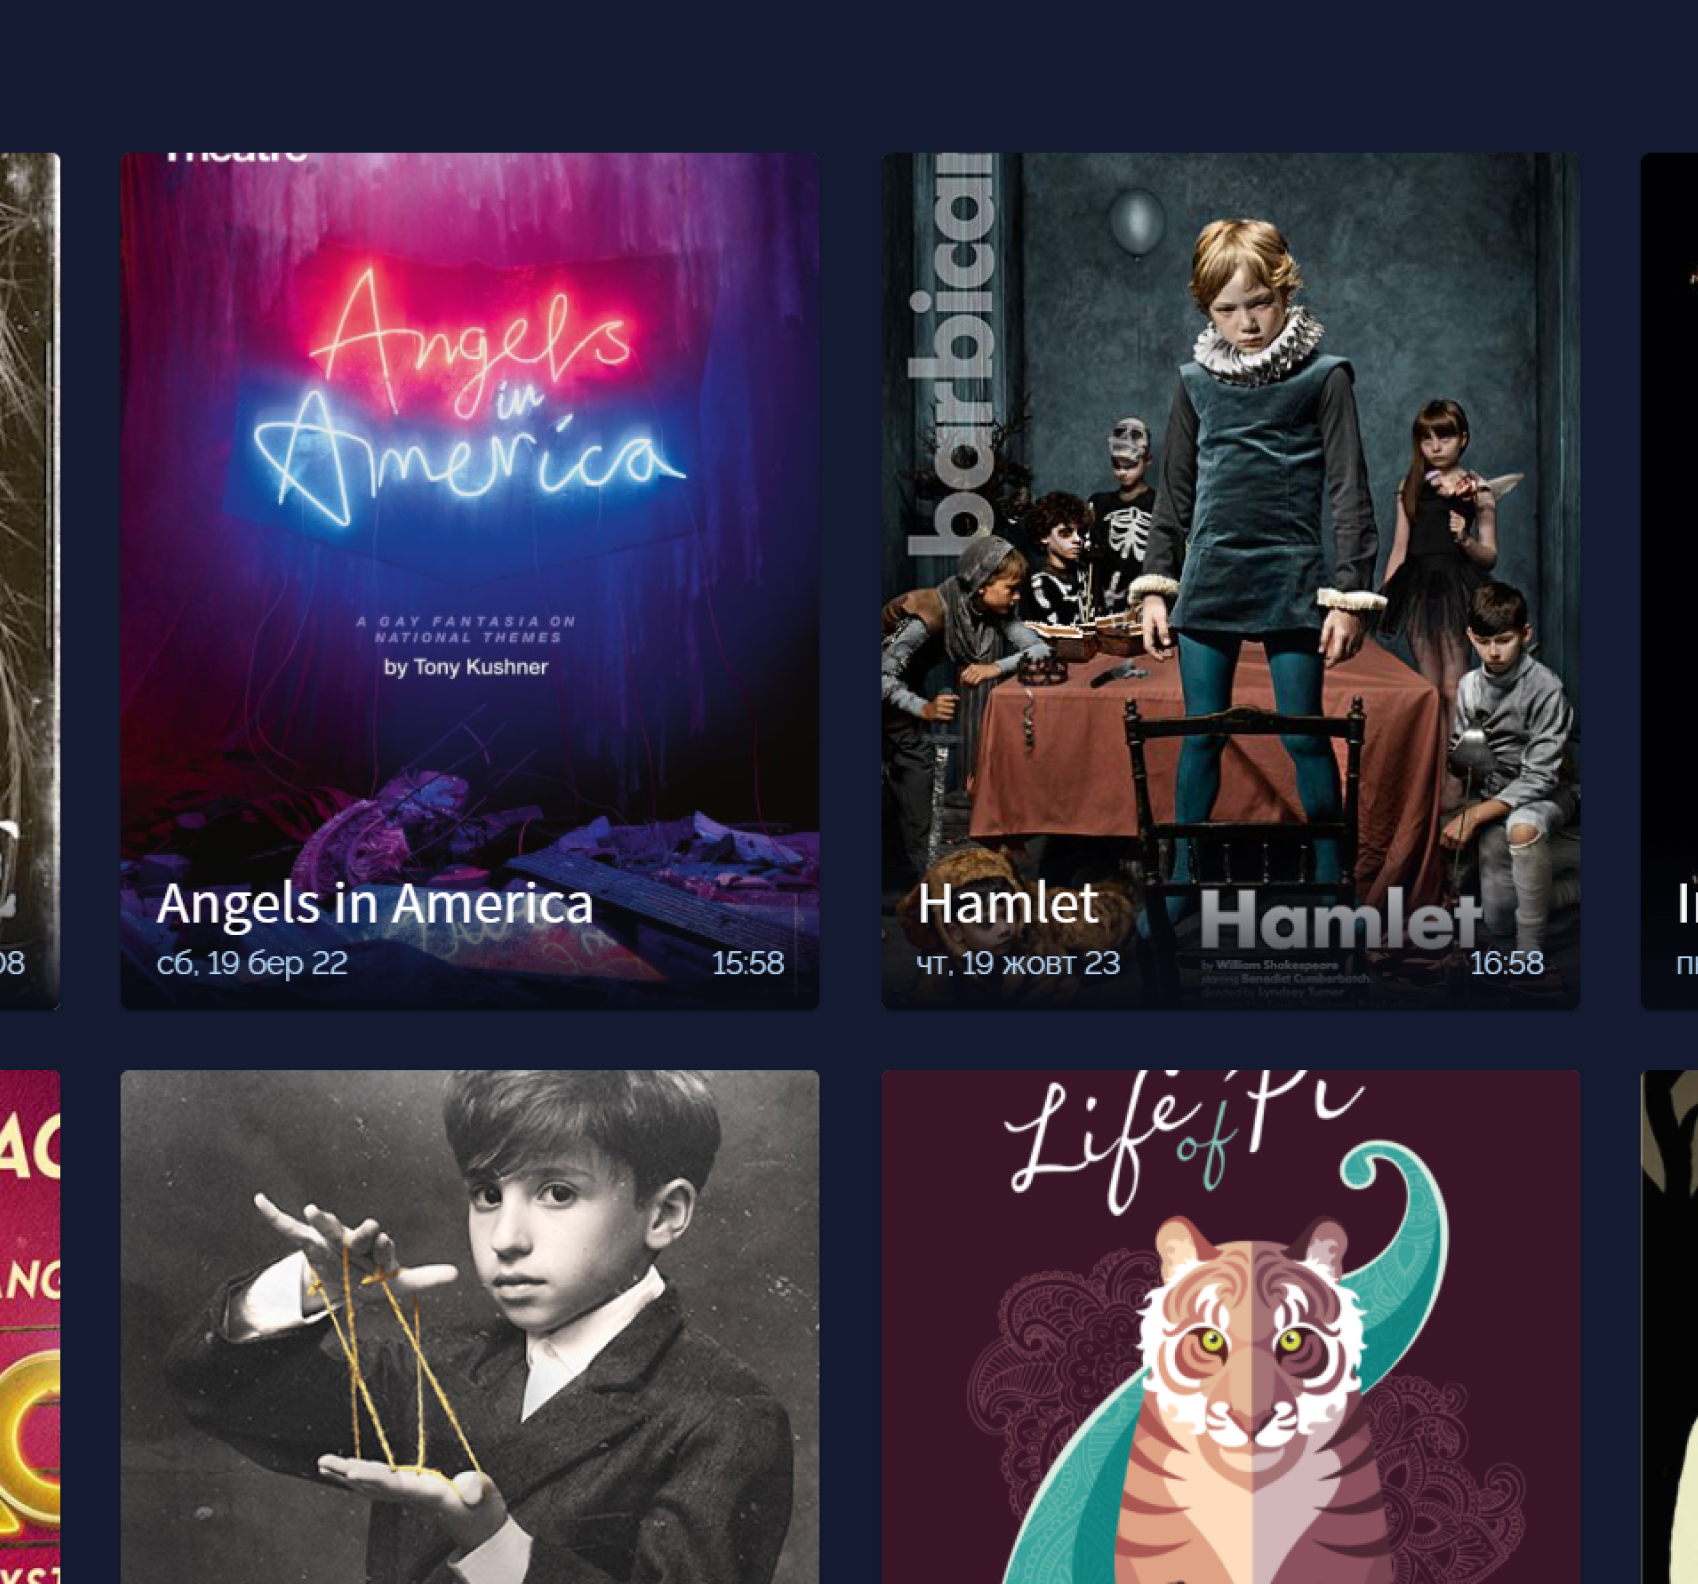 Theatre
Angels
in
America
A GAY FANTASIA ON
NATIONAL THEMES
by Tony Kushner
Angels in America
сб, 19 бер 22
15:58
barbican
Hamlet
by William Shakespeare
starring Benedict Cumberbatch.
directed by Lyndsey Turner
Hamlet
чт, 19 жовт 23
16:58
08
Life of Pi
AC
ANG
YST